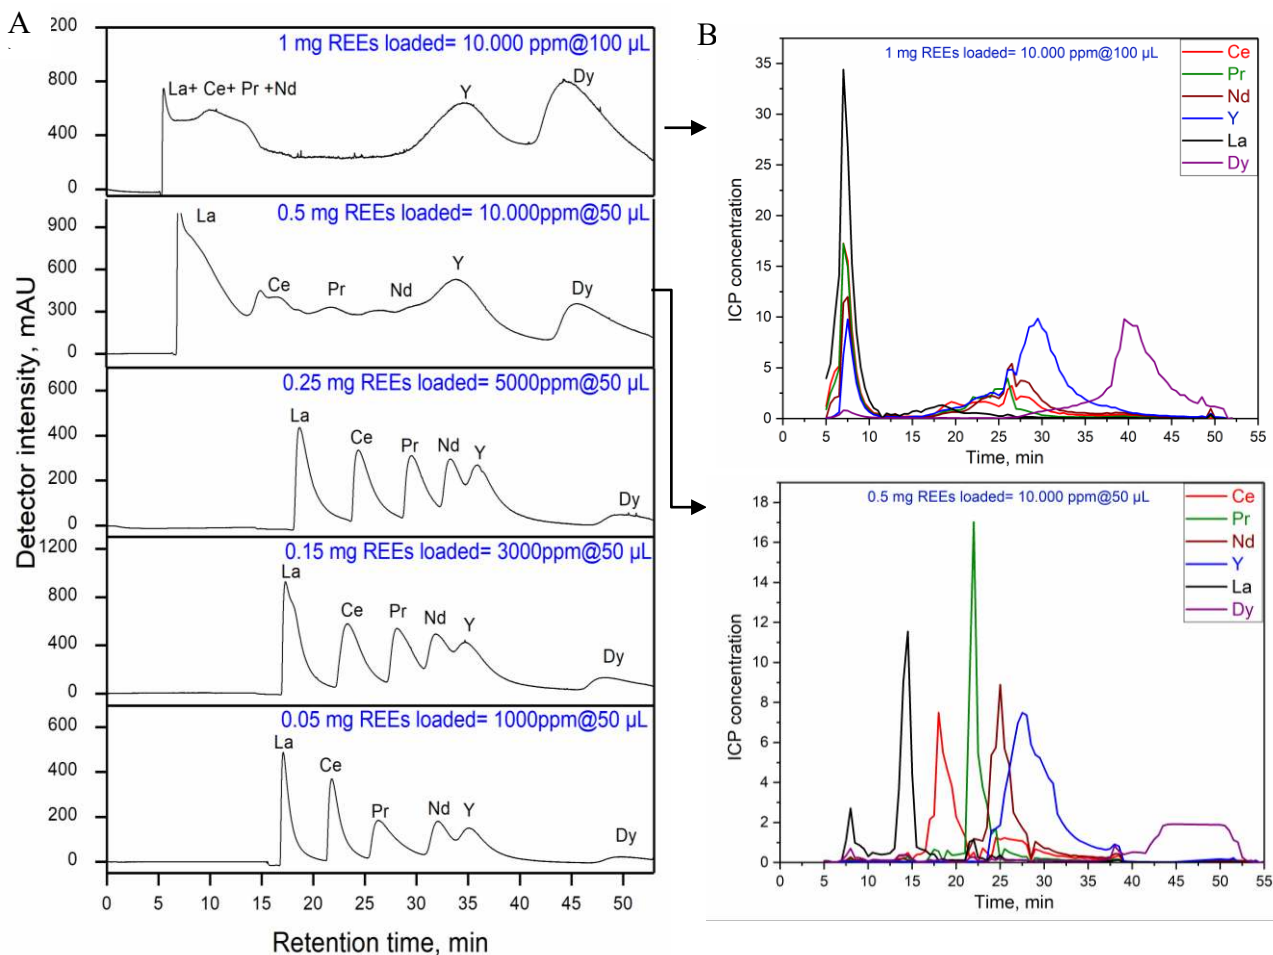 A
1 mg REEs loaded= 10.000 ppm@100 µL
La+ Ce+ Pr +Nd
Y
Dy
200
800
400
0
0.5 mg REEs loaded= 10.000ppm@50 µL
La
Ce
Pr
Nd
Y
Dy
900
600
300
0
0.25 mg REEs loaded= 5000ppm@50 µL
La
Ce
Pr
Nd
Y
Dy
600
400
200
0
0.15 mg REEs loaded= 3000ppm@50 µL
La
Ce
Pr
Nd
Y
Dy
1200
800
400
0
0.05 mg REEs loaded= 1000ppm@50 µL
La
Ce
Pr
Nd
Y
Dy
600
400
200
0
0 5 10 15 20 25 30 35 40 45 50
Retention time, min
Detector intensity, mAU
B
1 mg REEs loaded= 10.000 ppm@100 µL
Ce
Pr
Nd
Y
La
Dy
35
30
25
20
15
10
5
0
0 5 10 15 20 25 30 35 40 45 50 55
Time, min
ICP concentration
0.5 mg REEs loaded= 10.000 ppm@50 µL
Ce
Pr
Nd
Y
La
Dy
18
16
14
12
10
8
6
4
2
0
0 5 10 15 20 25 30 35 40 45 50 55
Time, min
ICP concentration